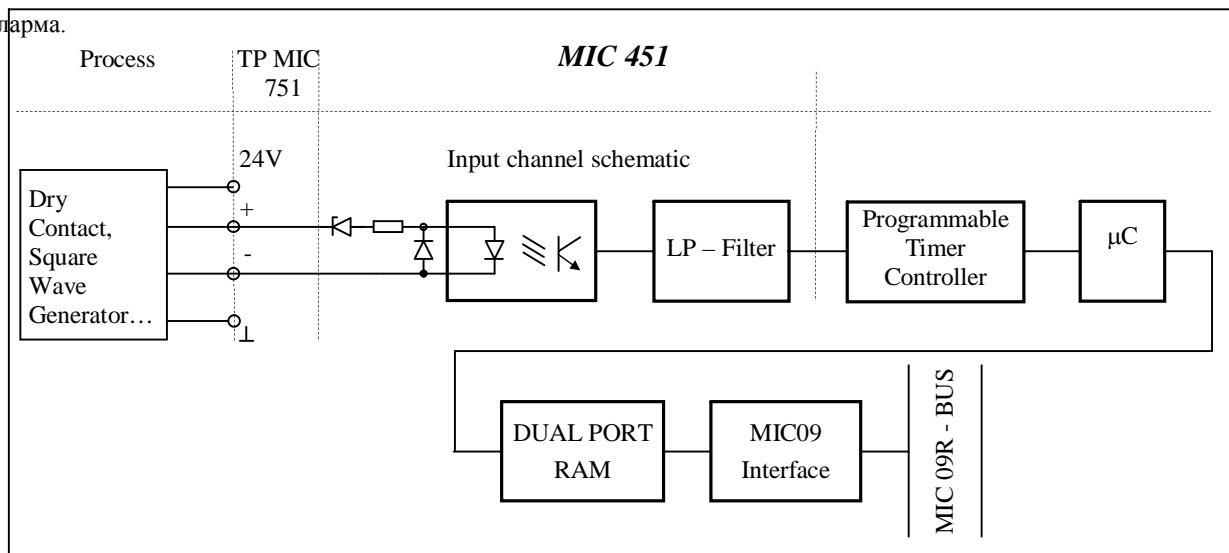 ларма.
Process
TP MIC
751
MIC 451
24V
Input channel schematic
Dry
Contact,
Square
Wave
Generator…
+
-
⊥
LP – Filter
Programmable
Timer
Controller
μC
DUAL PORT
RAM
MIC09
Interface
MIC 09R - BUS